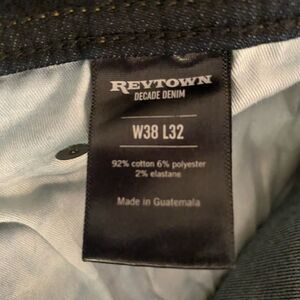 REVTOWN
DECADE DENIM
W38 L32
92% cotton 6% polyester
2% elastane
Made in Guatemala